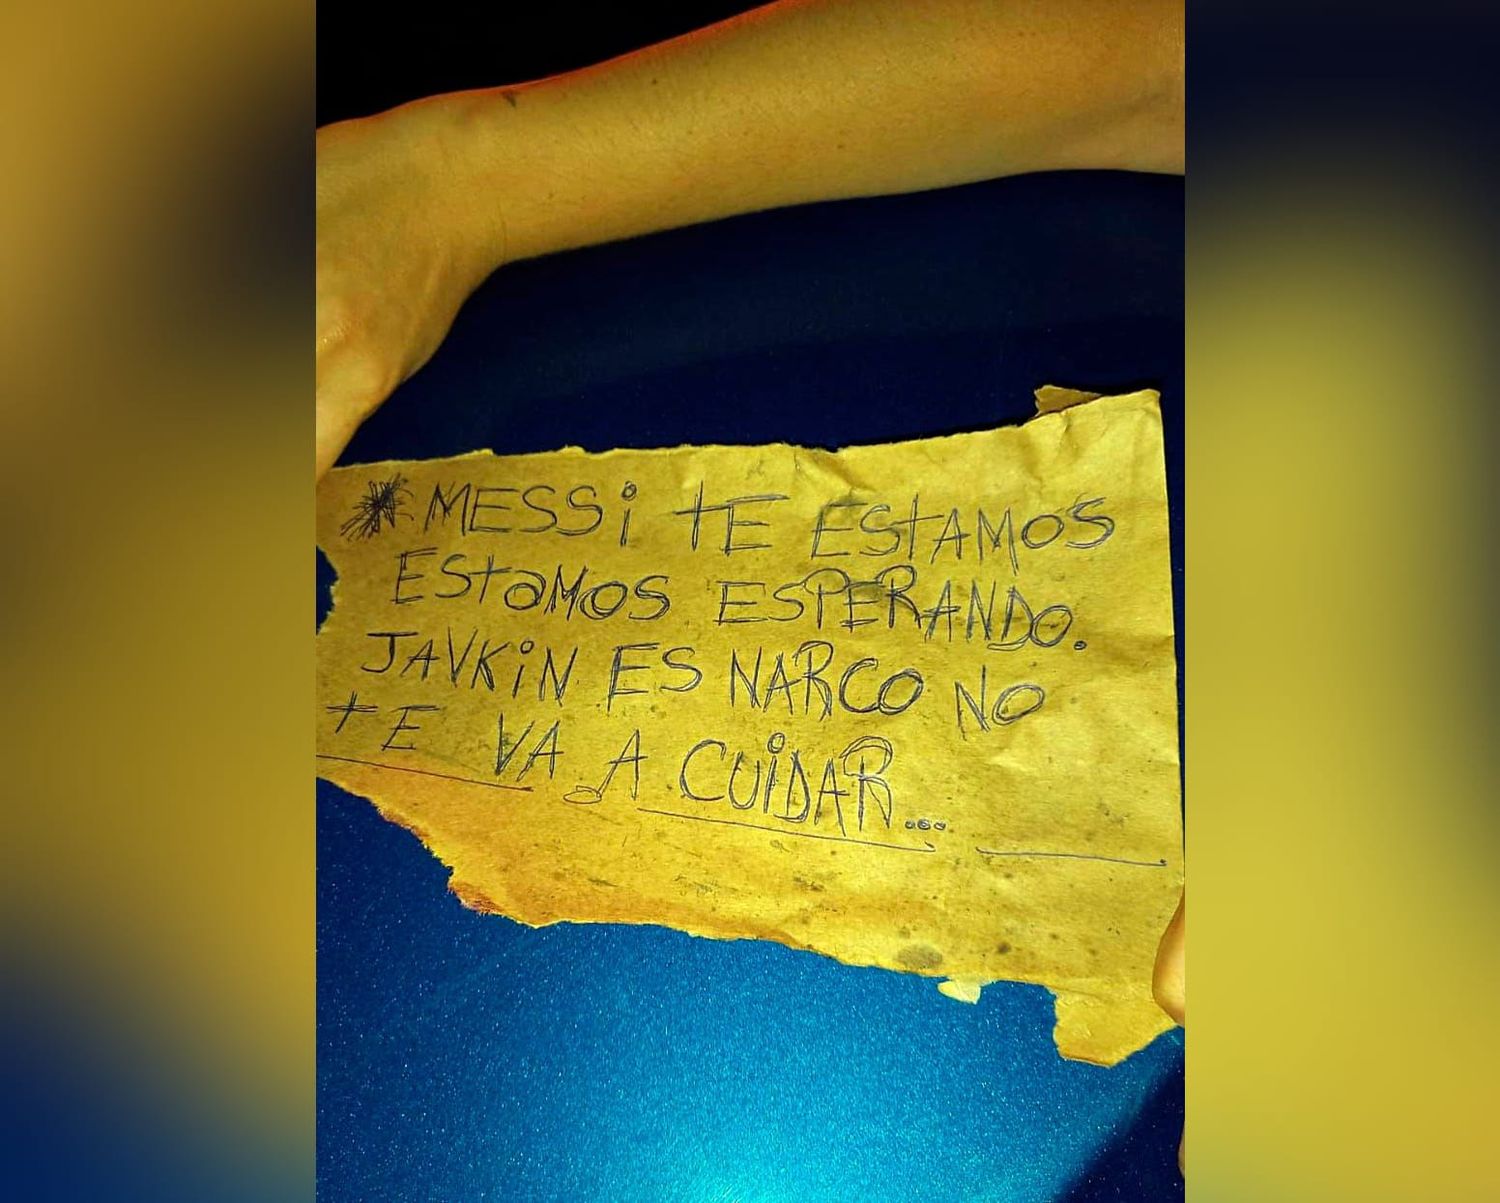 MESSi tE EStAMOS
EStaMOS ESPERANDO.
JAVKiN ES NARCO NO
tE VA A CUiDAR...